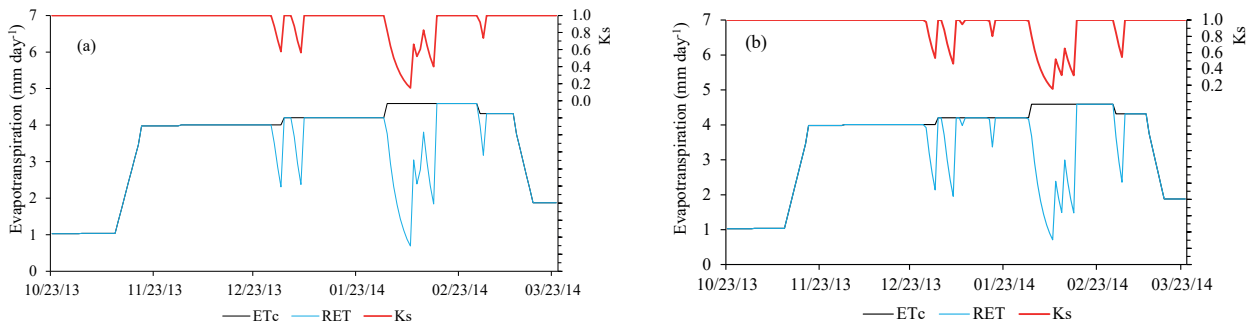 (a)
Evapotranspiration (mm day-1)
7
6
5
4
3
2
1
0
1.0
0.8
0.6
0.4
0.2
0.0
Ks
10/23/13 11/23/13 12/23/13 01/23/14 02/23/14 03/23/14
ETc RET Ks
(b)
Evapotranspiration (mm day-1)
7
6
5
4
3
2
1
0
1.0
0.8
0.6
0.4
0.2
Ks
10/23/13 11/23/13 12/23/13 01/23/14 02/23/14 03/23/14
ETc RET Ks